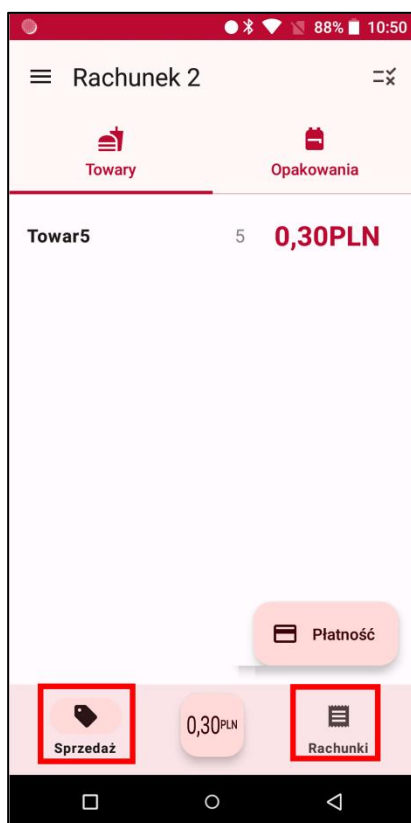 88% 10:50
Rachunek 2
Towary Opakowania
Towar5 5 0,30PLN
Płatność
0,30PLN
Sprzedaż Rachunki